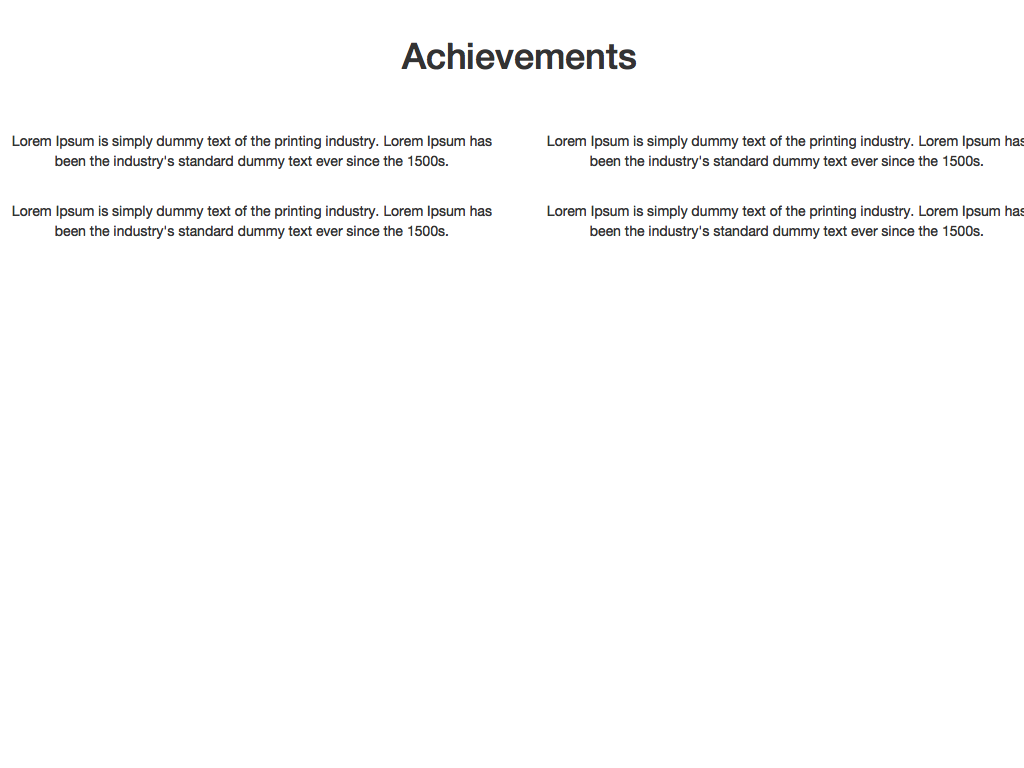 Achievements
Lorem Ipsum is simply dummy text of the printing industry. Lorem Ipsum has
been the industry's standard dummy text ever since the 1500s.
Lorem Ipsum is simply dummy text of the printing industry. Lorem Ipsum has
been the industry's standard dummy text ever since the 1500s.
Lorem Ipsum is simply dummy text of the printing industry. Lorem Ipsum has
been the industry's standard dummy text ever since the 1500s.
Lorem Ipsum is simply dummy text of the printing industry. Lorem Ipsum has
been the industry's standard dummy text ever since the 1500s.